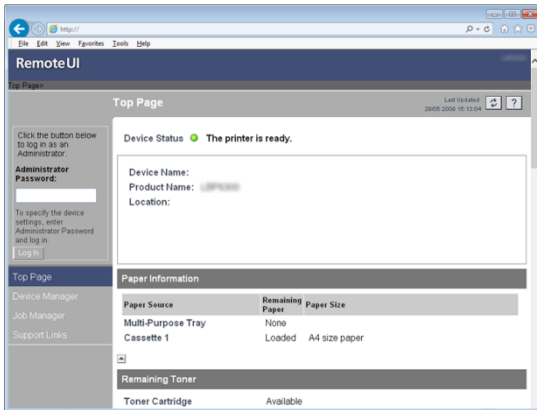 http://
File Edit View Favorites Tools Help
RemoteUI
Top Page>
Top Page
Last Updated:
29/05 2009 15:13:04
?
Click the button below
to log in as an
Administrator.
Administrator
Password:
To specify the device
settings, enter
Administrator Password
and log in.
Log In
Top Page
Device Manager
Job Manager
Support Links
Device Status The printer is ready.
Device Name:
Product Name:
Location:
Paper Information
Paper Source Remaining Paper Paper Size
Multi-Purpose Tray None
Cassette 1 Loaded A4 size paper
Remaining Toner
Toner Cartridge Available